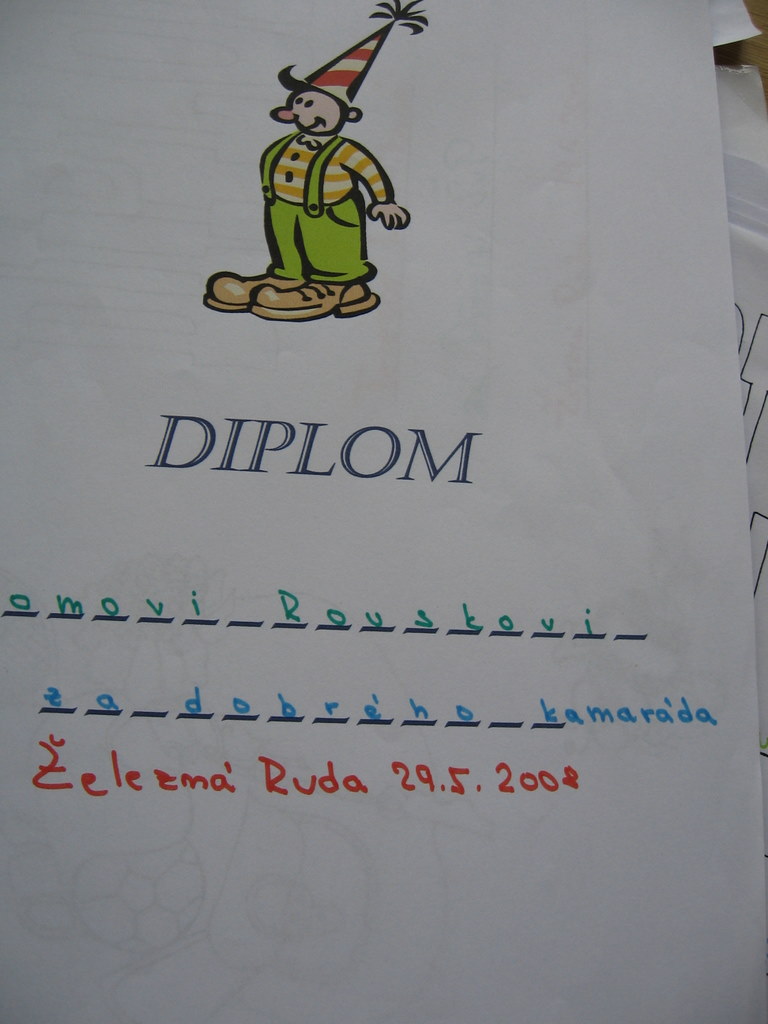 DIPLOM
omovi Rouskovi
za dobrého kamaráda
Železná Ruda 29.5. 2008